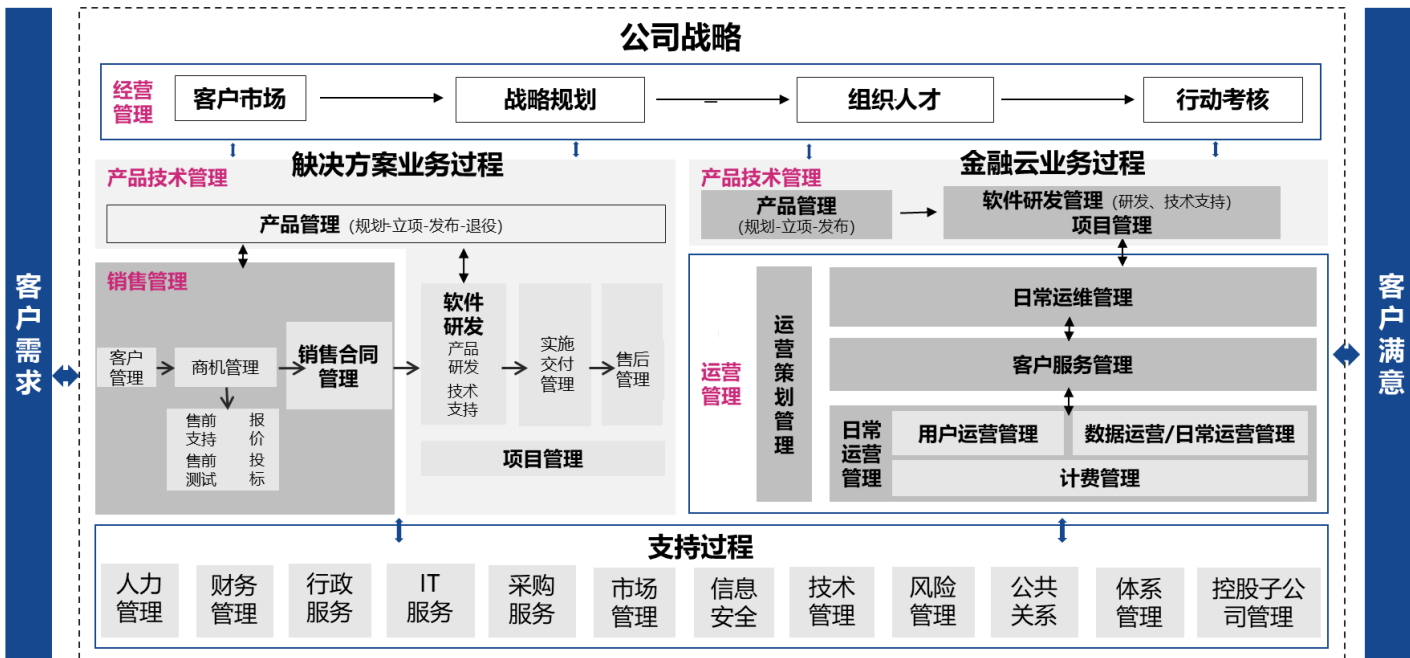 公司战略
客户需求
经营
管理
客户市场
战略规划
组织人才
行动考核
觖决方案业务过程
产品技术管理
产品管理 (规划-立项-发布-退役)
销售管理
客户
管理
商机管理
销售合同
管理
售前
支持
报
价
售前
测试
投
标
软件
研发
产品
研发
技术
支持
实施
交付
管理
售后
管理
项目管理
金融云业务过程
产品技术管理
产品管理
(规划-立项-发布)
软件研发管理 (研发、技术支持)
项目管理
运营
管理
运营策划管理
日常运维管理
客户服务管理
日常
运营
管理
用户运营管理
数据运营/日常运营管理
计费管理
支持过程
人力
管理
财务
管理
行政
服务
IT
服务
采购
服务
市场
管理
信息
安全
技术
管理
风险
管理
公共
关系
体系
管理
控股子公
司管理
客户满意